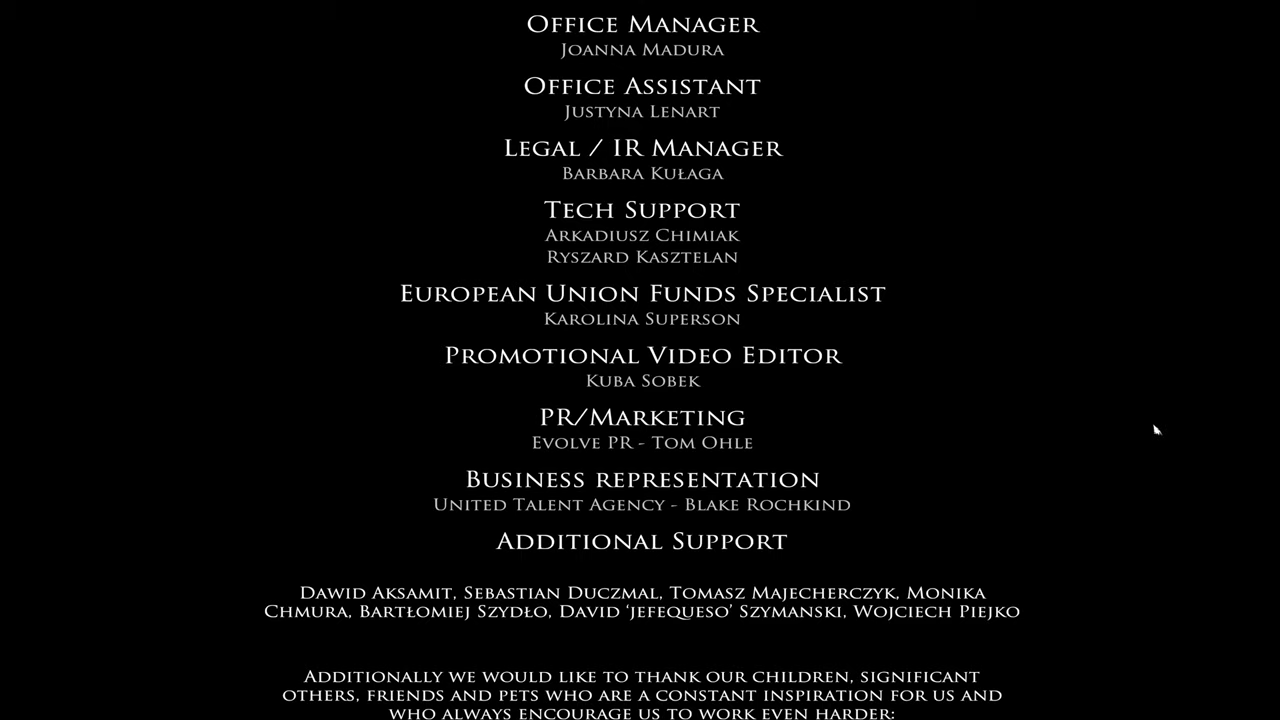 Office Manager
Joanna Madura
Office Assistant
Justyna Lenart
Legal / IR Manager
Barbara Kułaga
Tech Support
Arkadiusz Chimiak
Ryszard Kasztelan
European Union Funds Specialist
Karolina Superson
Promotional Video Editor
Kuba Sobek
PR/Marketing
Evolve PR - Tom Ohle
Business representation
United Talent Agency - Blake Rochkind
Additional Support
Dawid Aksamit, Sebastian Duczmal, Tomasz Majecherczyk, Monika
Chmura, Bartłomiej Szydło, David ‘jefequeso’ Szymanski, Wojciech Piejko
Additionally we would like to thank our children, significant
others, friends and pets who are a constant inspiration for us and
who always encourage us to work even harder: